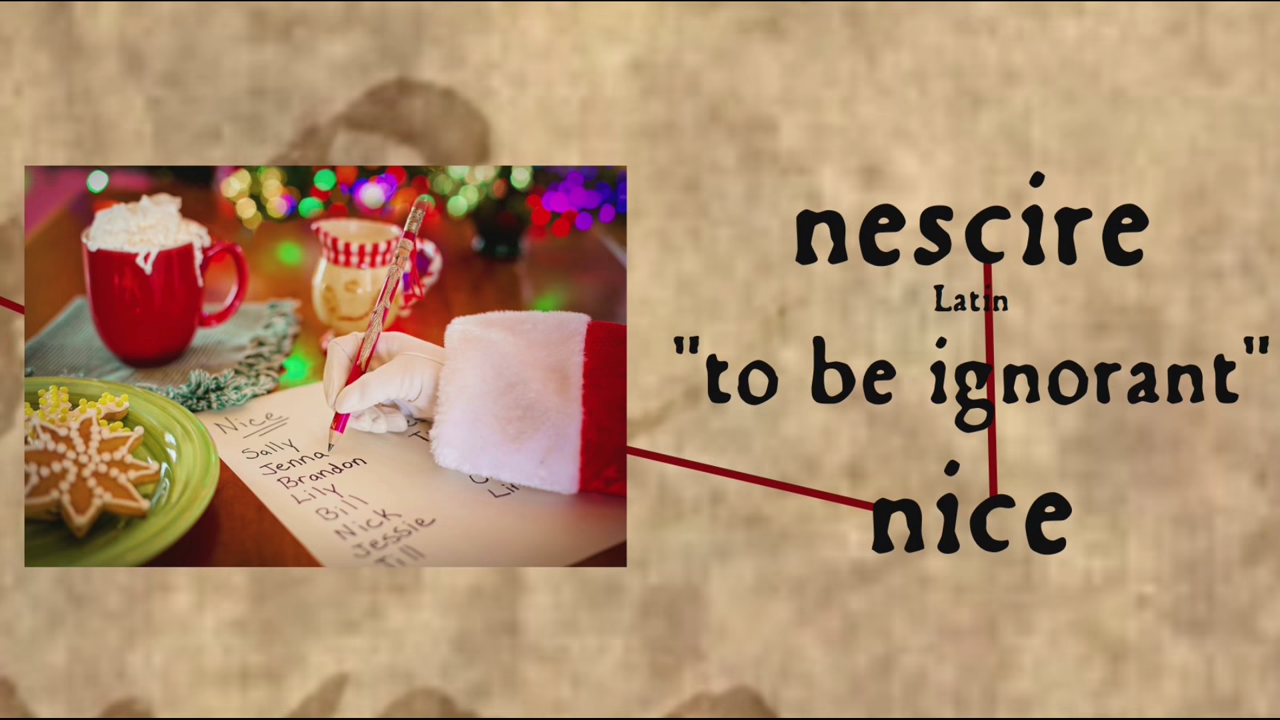 Nice
Sally
Jenna
Brandon
Lily
Bill
Nick
Jessie
nescire
Latin
"to be ignorant"
nice